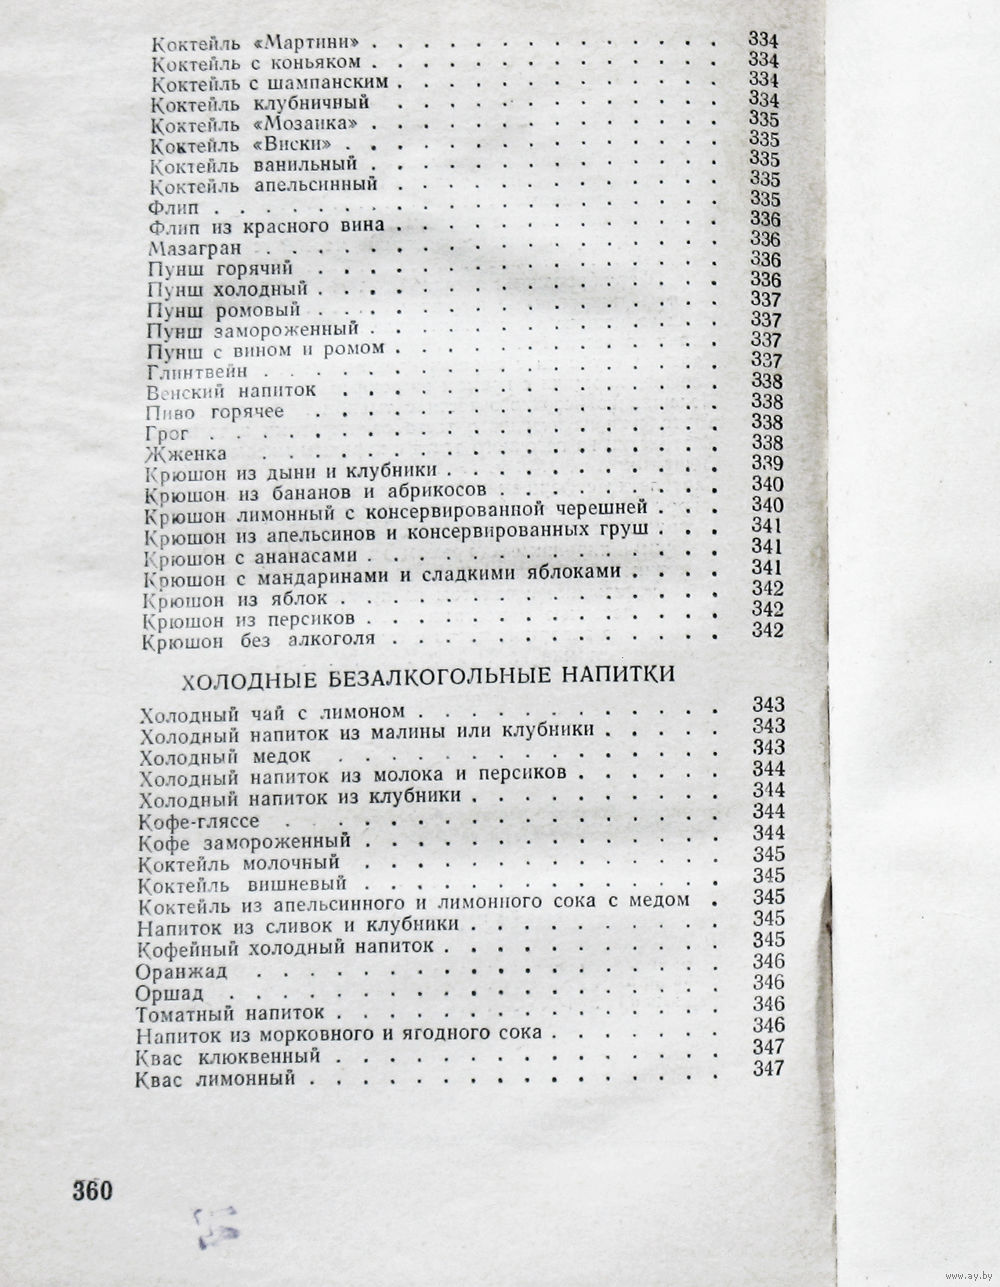 Коктейль «Мартини» . . . . . . . . . . . . . . 334
Коктейль с коньяком . . . . . . . . . . . . . . 334
Коктейль с шампанским . . . . . . . . . . . . . 334
Коктейль клубничный . . . . . . . . . . . . . 334
Коктейль «Мозаика» . . . . . . . . . . . . . . 335
Коктейль «Виски» . . . . . . . . . . . . . . . 335
Коктейль ванильный . . . . . . . . . . . . . . 335
Коктейль апельсинный . . . . . . . . . . . . . 335
Флип . . . . . . . . . . . . . . . . . . . . 335
Флип из красного вина . . . . . . . . . . . . . 336
Мазагран . . . . . . . . . . . . . . . . . . 336
Пунш горячий . . . . . . . . . . . . . . . . 336
Пунш холодный . . . . . . . . . . . . . . . . 336
Пунш ромовый . . . . . . . . . . . . . . . . 337
Пунш замороженный . . . . . . . . . . . . . . 337
Пунш с вином и ромом . . . . . . . . . . . . . 337
Глинтвейн . . . . . . . . . . . . . . . . . . 337
Венский напиток . . . . . . . . . . . . . . . 338
Пиво горячее . . . . . . . . . . . . . . . . 338
Грог . . . . . . . . . . . . . . . . . . . . 338
Жженка . . . . . . . . . . . . . . . . . . . 338
Крюшон из дыни и клубники . . . . . . . . . . . 339
Крюшон из бананов и абрикосов . . . . . . . . . 340
Крюшон лимонный с консервированной черешней . . . 340
Крюшон из апельсинов и консервированных груш . . . 341
Крюшон с ананасами . . . . . . . . . . . . . . 341
Крюшон с мандаринами и сладкими яблоками . . . . 341
Крюшон из яблок . . . . . . . . . . . . . . . 342
Крюшон из персиков . . . . . . . . . . . . . . 342
Крюшон без алкоголя . . . . . . . . . . . . . 342
ХОЛОДНЫЕ БЕЗАЛКОГОЛЬНЫЕ НАПИТКИ
Холодный чай с лимоном . . . . . . . . . . . . 343
Холодный напиток из малины или клубники . . . . . 343
Холодный медок . . . . . . . . . . . . . . . 343
Холодный напиток из молока и персиков . . . . . . 344
Холодный напиток из клубники . . . . . . . . . . 344
Кофе-гляссе . . . . . . . . . . . . . . . . . 344
Кофе замороженный . . . . . . . . . . . . . . 344
Коктейль молочный . . . . . . . . . . . . . . 345
Коктейль вишневый . . . . . . . . . . . . . . 345
Коктейль из апельсинного и лимонного сока с медом . 345
Напиток из сливок и клубники . . . . . . . . . . 345
Кофейный холодный напиток . . . . . . . . . . . 345
Оранжад . . . . . . . . . . . . . . . . . . 346
Оршад . . . . . . . . . . . . . . . . . . . 346
Томатный напиток . . . . . . . . . . . . . . . 346
Напиток из морковного и ягодного сока . . . . . . . 346
Квас клюквенный . . . . . . . . . . . . . . . 347
Квас лимонный . . . . . . . . . . . . . . . . 347
360
www.ay.by